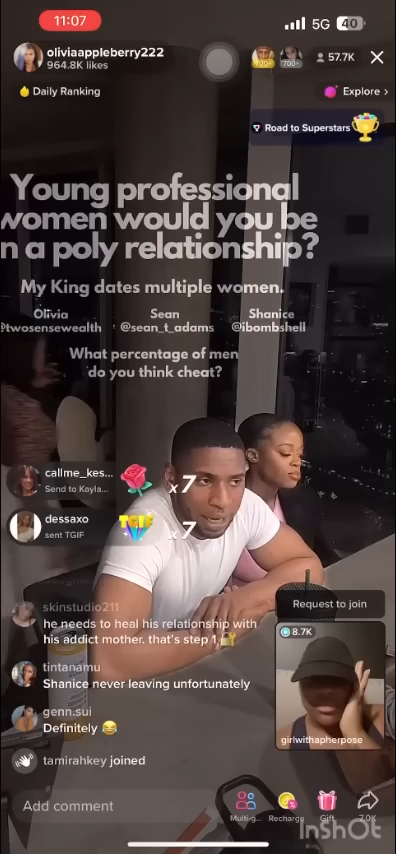 11:07
5G 40
oliviaappleberry222
964.8K likes
700+
700+
57.7K
Daily Ranking
Explore >
Road to Superstars
Young professional
women would you be
n a poly relationship?
My King dates multiple women.
Olivia Sean Shanice
@twosensewealth @sean_t_adams @ibombshell
What percentage of men
do you think cheat?
callme_kes...
Send to Kayla...
x7
dessaxo
sent TGIF
TGIF
x7
skinstudio211
he needs to heal his relationship with
his addict mother. that's step 1
Request to join
8.7K
tintanamu
Shanice never leaving unfortunately
genn.sui
Definitely 😂
girlwithapherpose
tamirahkey joined
Add comment
Multi-g... Recharge Gift 7.0K
InShOt